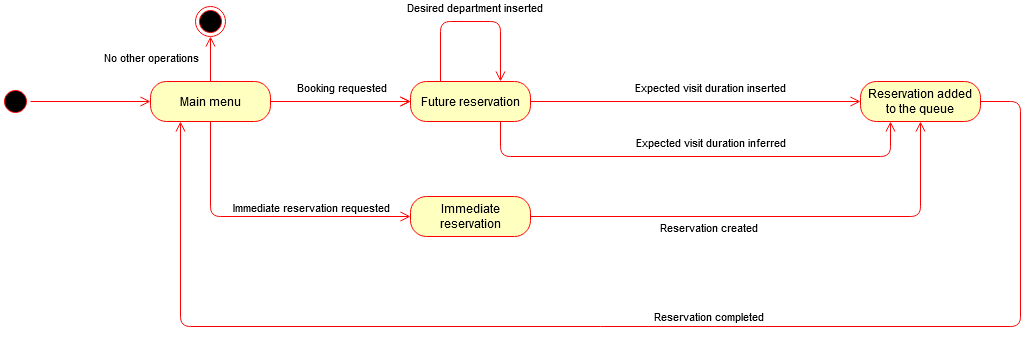 Desired department inserted
No other operations
Main menu
Booking requested
Future reservation
Expected visit duration inserted
Reservation added
to the queue
Expected visit duration inferred
Immediate reservation requested
Immediate
reservation
Reservation created
Reservation completed